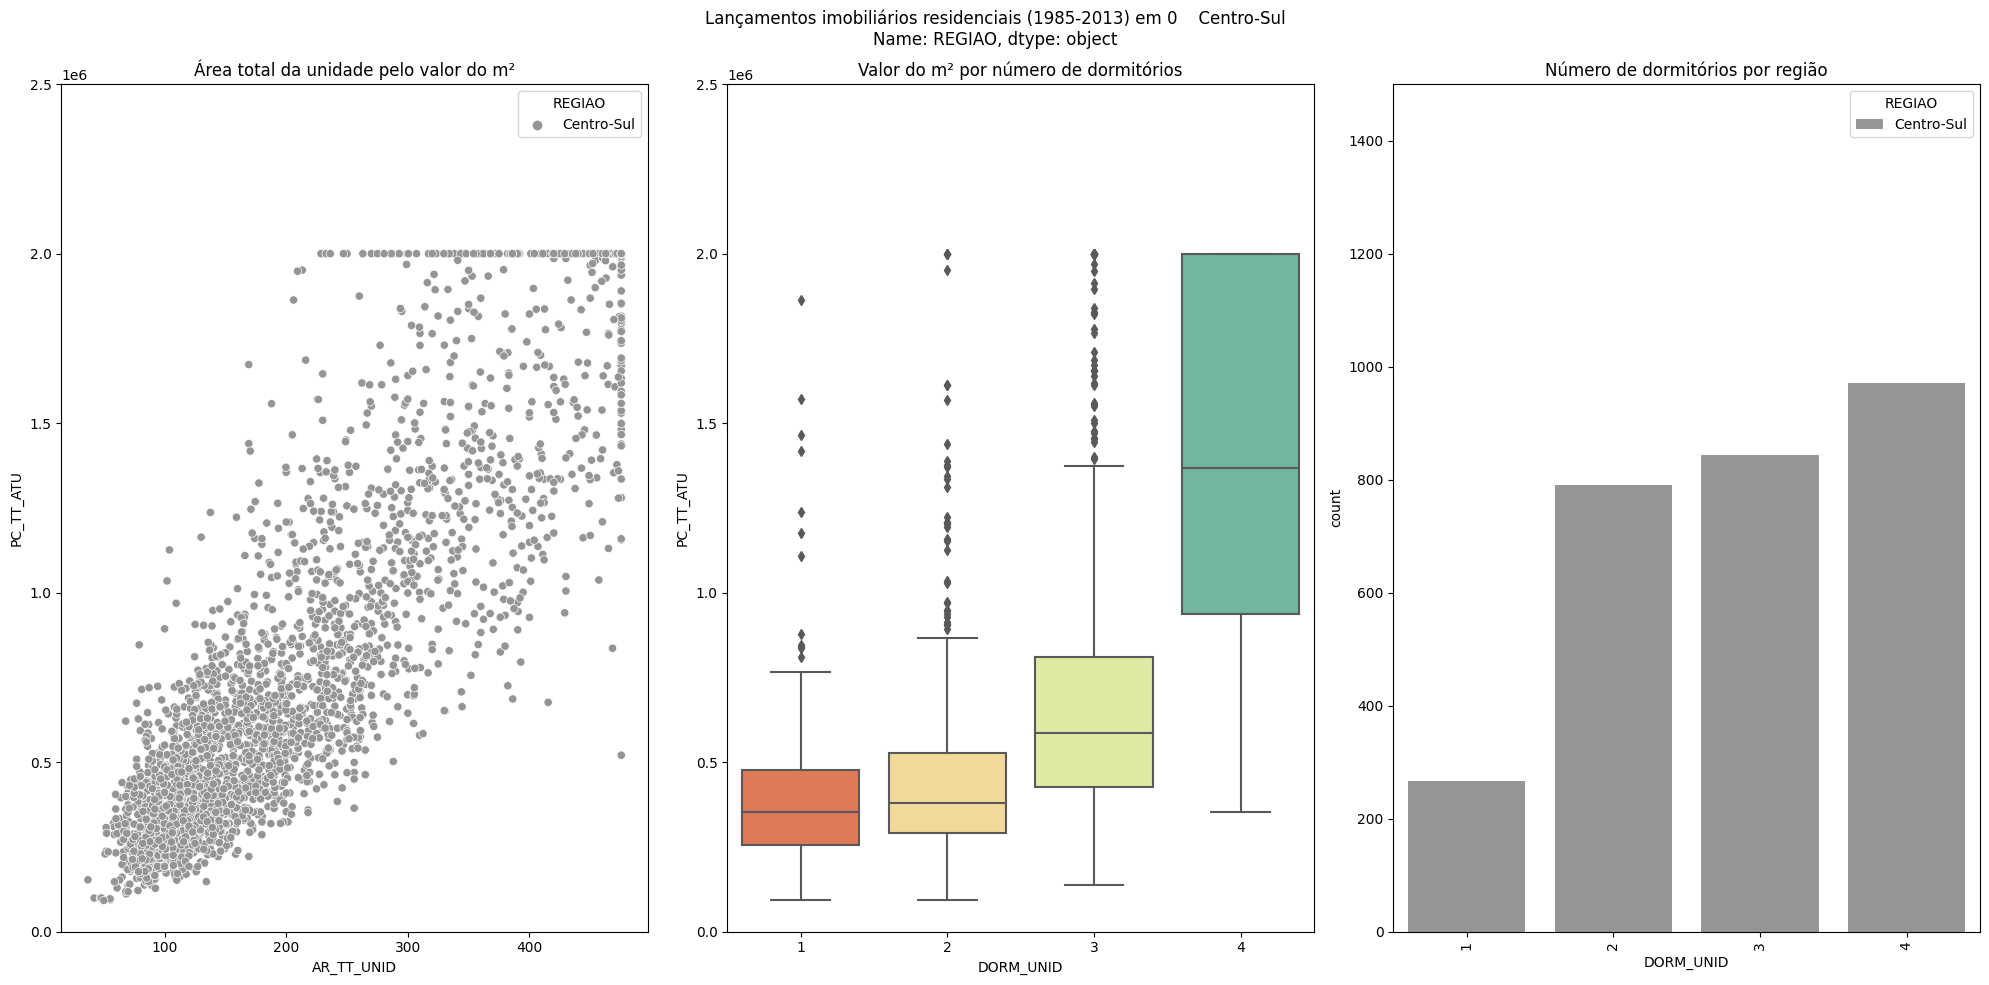 Lançamentos imobiliários residenciais (1985-2013) em 0    Centro-Sul
Name: REGIAO, dtype: object
Área total da unidade pelo valor do m²
1e6
2.5
2.0
1.5
1.0
0.5
0.0
PC_TT_ATU
REGIAO
Centro-Sul
100
200
300
400
AR_TT_UNID
Valor do m² por número de dormitórios
1e6
2.5
2.0
1.5
1.0
0.5
0.0
PC_TT_ATU
1
2
3
4
DORM_UNID
Número de dormitórios por região
REGIAO
Centro-Sul
1400
1200
1000
800
600
400
200
0
count
1
2
3
4
DORM_UNID